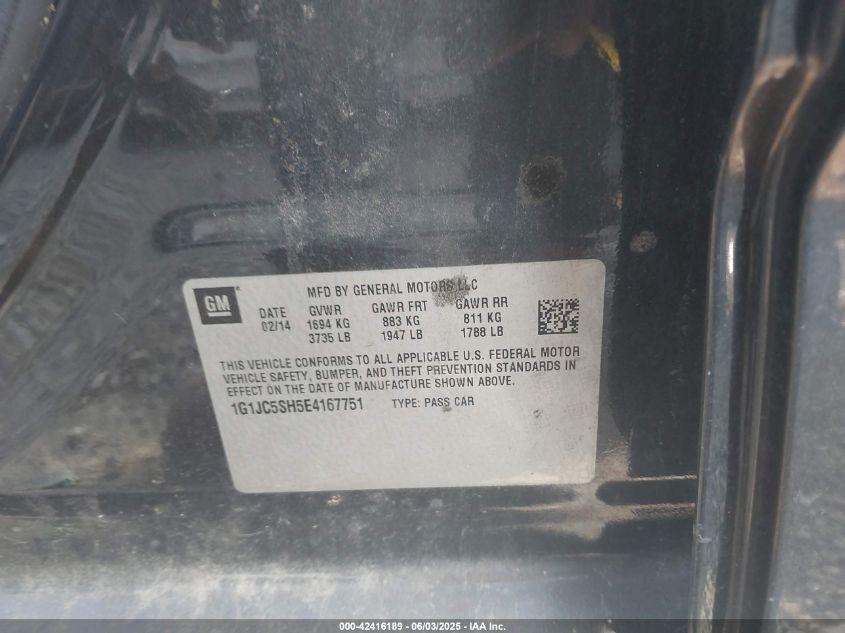 GM
MFD BY GENERAL MOTORS LLC
DATE GVWR GAWR FRT GAWR RR
02/14 1694 KG 883 KG 811 KG
3735 LB 1947 LB 1788 LB
THIS VEHICLE CONFORMS TO ALL APPLICABLE U.S. FEDERAL MOTOR
VEHICLE SAFETY, BUMPER, AND THEFT PREVENTION STANDARDS IN
EFFECT ON THE DATE OF MANUFACTURE SHOWN ABOVE.
1G1JC5SH5E4167751 TYPE: PASS CAR
000-42416189 - 06/03/2025 - IAA Inc.